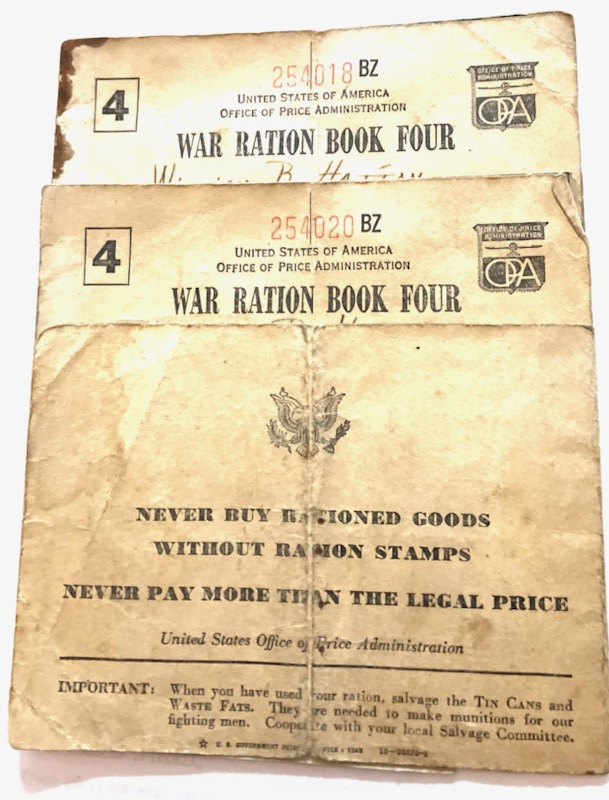 254018 BZ
4
OFFICE OF PRICE
ADMINISTRATION
OPA
UNITED STATES OF AMERICA
OFFICE OF PRICE ADMINISTRATION
WAR RATION BOOK FOUR
B.
254020 BZ
4
OFFICE OF PRICE
ADMINISTRATION
OPA
UNITED STATES OF AMERICA
OFFICE OF PRICE ADMINISTRATION
WAR RATION BOOK FOUR
NEVER BUY RATIONED GOODS
WITHOUT RATION STAMPS
NEVER PAY MORE THAN THE LEGAL PRICE
United States Office of Price Administration
IMPORTANT: When you have used your ration, salvage the TIN CANS and
WASTE FATS. They are needed to make munitions for our
fighting men. Cooperate with your local Salvage Committee.
☆ U. S. GOVERNMENT